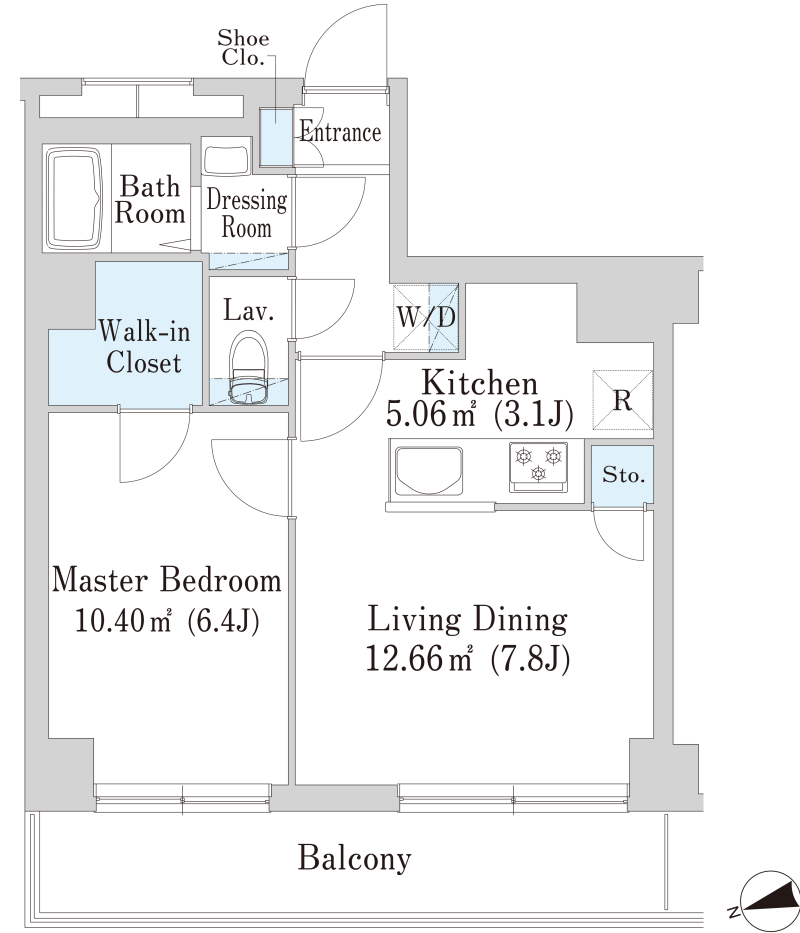 Shoe
Clo.
Entrance
Bath
Room
Dressing
Room
Walk-in
Closet
Lav.
W/D
Kitchen
5.06㎡ (3.1J)
R
Sto.
Master Bedroom
10.40㎡ (6.4J)
Living Dining
12.66㎡ (7.8J)
Balcony
N